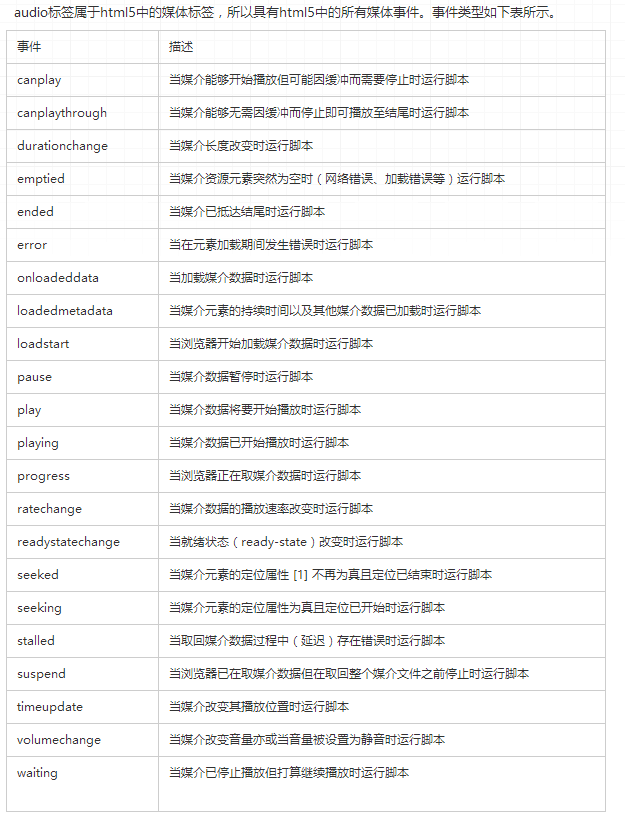 audio标签属于html5中的媒体标签，所以具有html5中的所有媒体事件。事件类型如下表所示。
事件 描述
canplay 当媒介能够开始播放但可能因缓冲而需要停止时运行脚本
canplaythrough 当媒介能够无需因缓冲而停止即可播放至结尾时运行脚本
durationchange 当媒介长度改变时运行脚本
emptied 当媒介资源元素突然为空时（网络错误、加载错误等）运行脚本
ended 当媒介已抵达结尾时运行脚本
error 当在元素加载期间发生错误时运行脚本
onloadeddata 当加载媒介数据时运行脚本
loadedmetadata 当媒介元素的持续时间以及其他媒介数据已加载时运行脚本
loadstart 当浏览器开始加载媒介数据时运行脚本
pause 当媒介数据暂停时运行脚本
play 当媒介数据将要开始播放时运行脚本
playing 当媒介数据已开始播放时运行脚本
progress 当浏览器正在取媒介数据时运行脚本
ratechange 当媒介数据的播放速率改变时运行脚本
readystatechange 当就绪状态（ready-state）改变时运行脚本
seeked 当媒介元素的定位属性 [1] 不再为真且定位已结束时运行脚本
seeking 当媒介元素的定位属性为真且定位已开始时运行脚本
stalled 当取回媒介数据过程中（延迟）存在错误时运行脚本
suspend 当浏览器已在取媒介数据但在取回整个媒介文件之前停止时运行脚本
timeupdate 当媒介改变其播放位置时运行脚本
volumechange 当媒介改变音量亦或当音量被设置为静音时运行脚本
waiting 当媒介已停止播放但打算继续播放时运行脚本